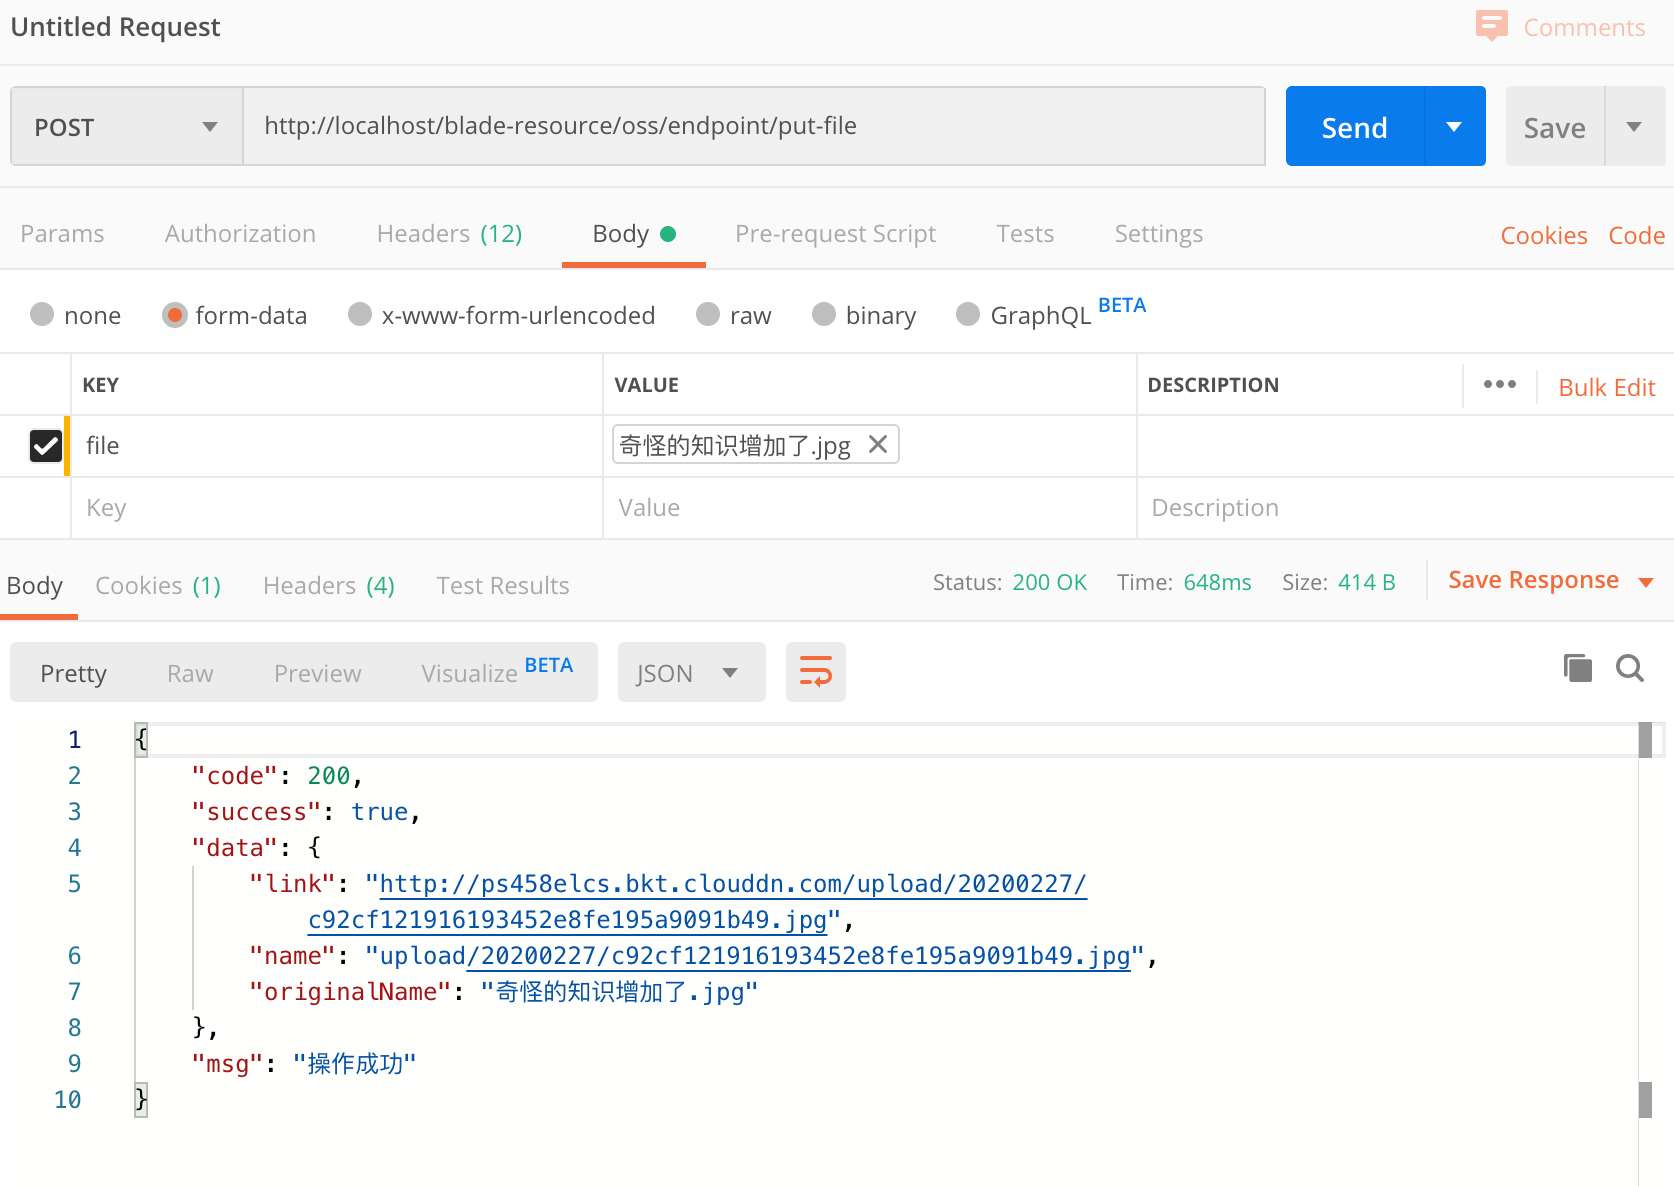 Untitled Request
Comments
POST http://localhost/blade-resource/oss/endpoint/put-file Send Save
Params Authorization Headers (12) Body Pre-request Script Tests Settings Cookies Code
none form-data x-www-form-urlencoded raw binary GraphQL BETA
KEY VALUE DESCRIPTION ••• Bulk Edit
file 奇怪的知识增加了.jpg
Key Value Description
Body Cookies (1) Headers (4) Test Results Status: 200 OK Time: 648ms Size: 414 B Save Response
Pretty Raw Preview Visualize BETA JSON
1 {
2 "code": 200,
3 "success": true,
4 "data": {
5 "link": "http://ps458elcs.bkt.clouddn.com/upload/20200227/
c92cf121916193452e8fe195a9091b49.jpg",
6 "name": "upload/20200227/c92cf121916193452e8fe195a9091b49.jpg",
7 "originalName": "奇怪的知识增加了.jpg"
8 },
9 "msg": "操作成功"
10 }